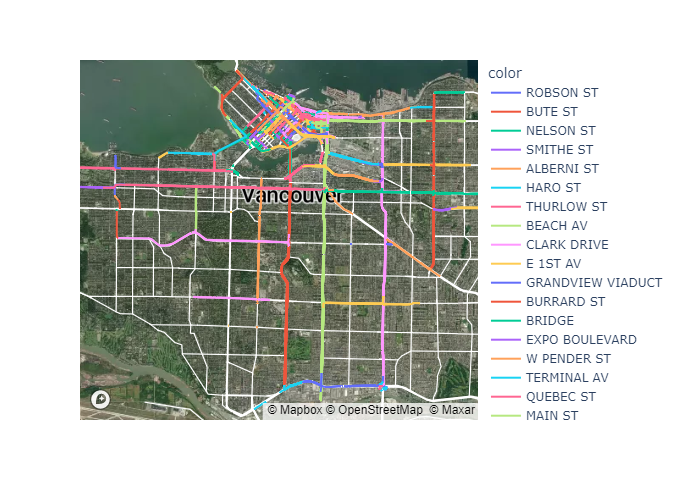 color
ROBSON ST
BUTE ST
NELSON ST
SMITHE ST
ALBERNI ST
HARO ST
THURLOW ST
BEACH AV
CLARK DRIVE
E 1ST AV
GRANDVIEW VIADUCT
BURRARD ST
BRIDGE
EXPO BOULEVARD
W PENDER ST
TERMINAL AV
QUEBEC ST
MAIN ST
Vancouver
© Mapbox © OpenStreetMap © Maxar